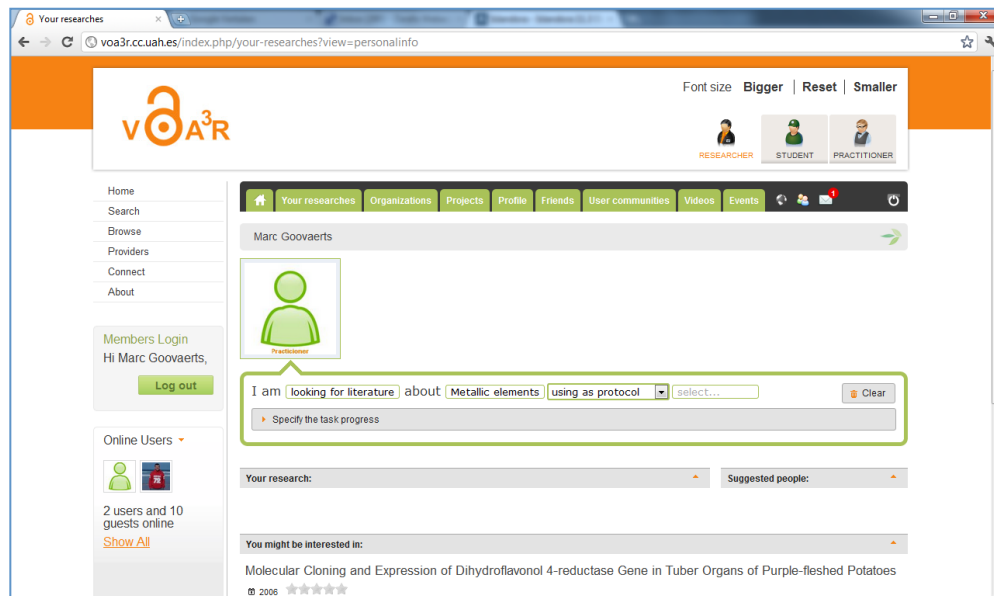 Your researches
voa3r.cc.uah.es/index.php/your-researches?view=personalinfo
Font size Bigger | Reset | Smaller
VOA3R
RESEARCHER STUDENT PRACTITIONER
Home
Search
Browse
Providers
Connect
About
Your researches Organizations Projects Profile Friends User communities Videos Events 1
Marc Goovaerts
Practicioner
Members Login
Hi Marc Goovaerts,
Log out
I am looking for literature about Metallic elements using as protocol select... Clear
Specify the task progress
Online Users
2 users and 10
guests online
Show All
Your research: Suggested people:
You might be interested in:
Molecular Cloning and Expression of Dihydroflavonol 4-reductase Gene in Tuber Organs of Purple-fleshed Potatoes
2006